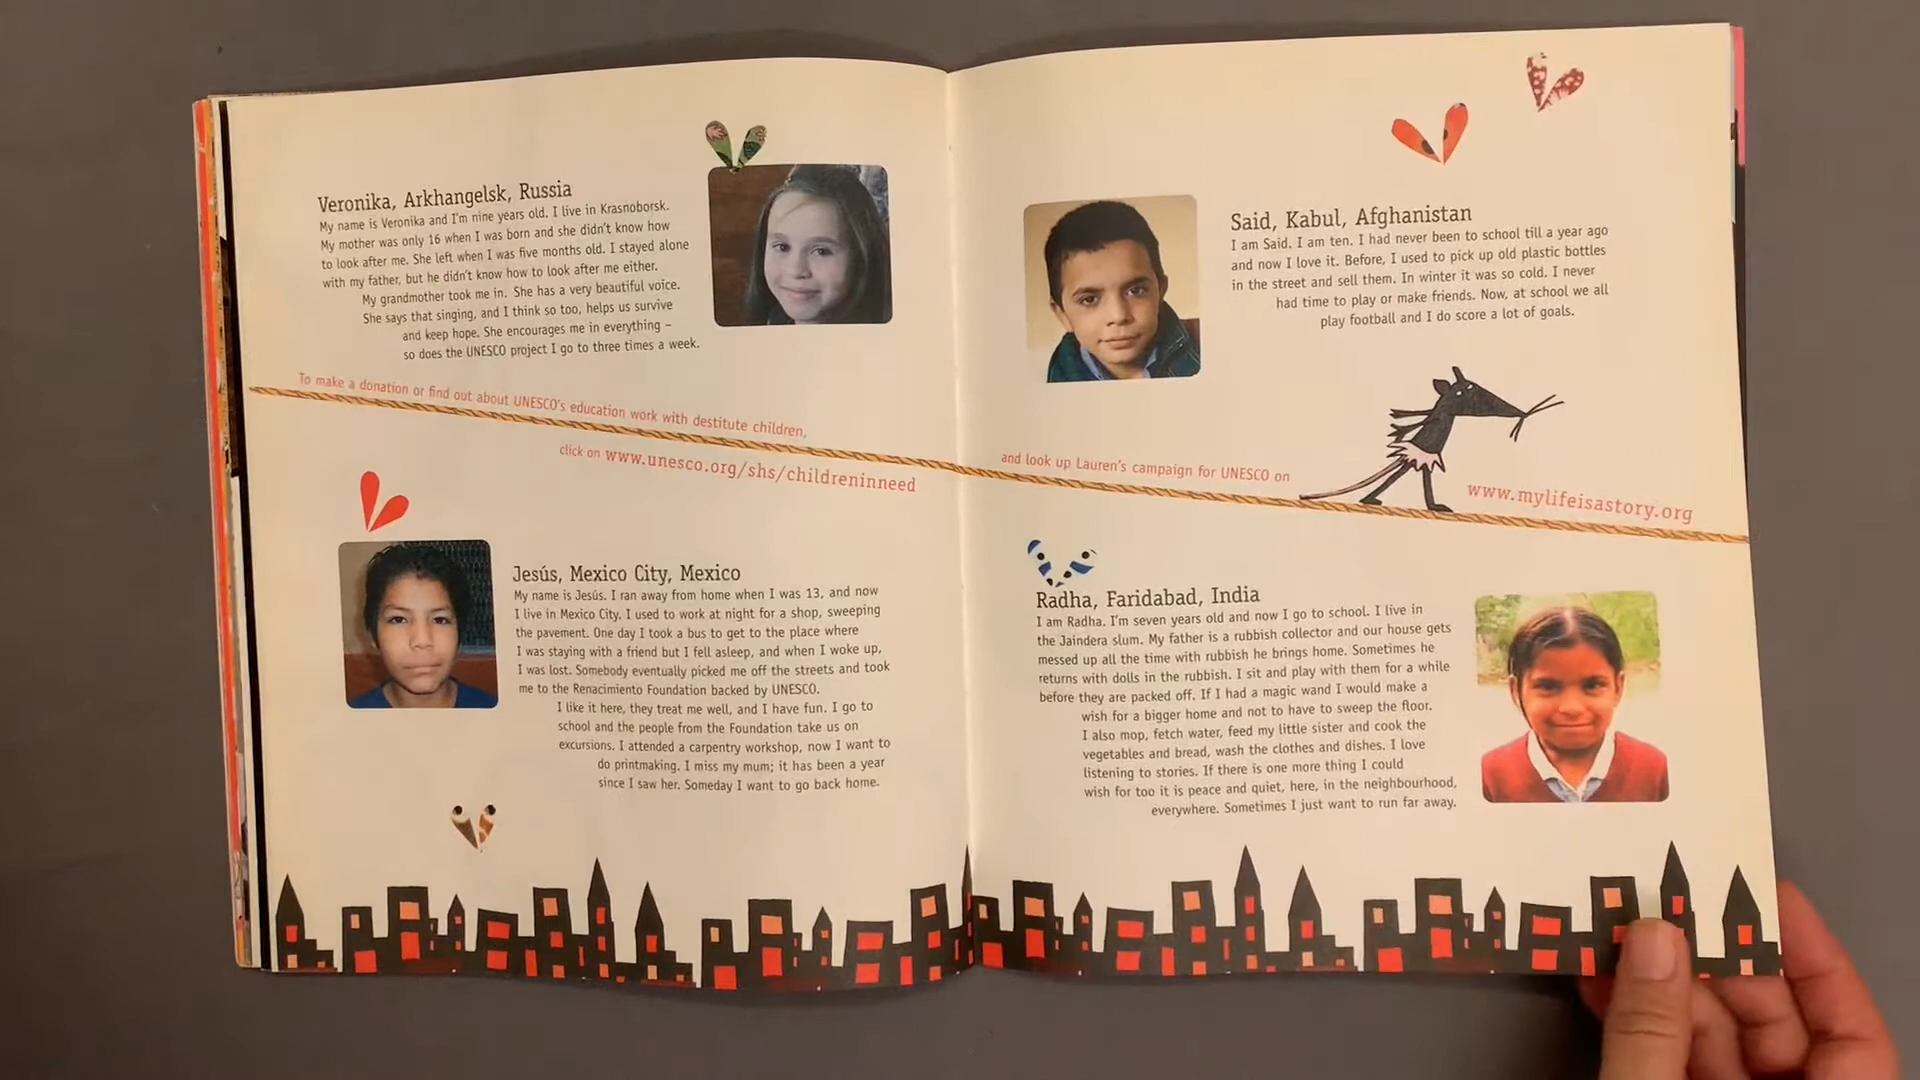 Veronika, Arkhangelsk, Russia
My name is Veronika and I'm nine years old. I live in Krasnoborsk.
My mother was only 16 when I was born and she didn't know how
to look after me. She left when I was five months old. I stayed alone
with my father, but he didn't know how to look after me either.
My grandmother took me in. She has a very beautiful voice.
She says that singing, and I think so too, helps us survive
and keep hope. She encourages me in everything –
so does the UNESCO project I go to three times a week.
To make a donation or find out about UNESCO's education work with destitute children,
click on www.unesco.org/shs/childreninneed
Jesús, Mexico City, Mexico
My name is Jesús. I ran away from home when I was 13, and now
I live in Mexico City. I used to work at night for a shop, sweeping
the pavement. One day I took a bus to get to the place where
I was staying with a friend but I fell asleep, and when I woke up,
I was lost. Somebody eventually picked me off the streets and took
me to the Renacimiento Foundation backed by UNESCO.
I like it here, they treat me well, and I have fun. I go to
school and the people from the Foundation take us on
excursions. I attended a carpentry workshop, now I want to
do printmaking. I miss my mum; it has been a year
since I saw her. Someday I want to go back home.
Said, Kabul, Afghanistan
I am Said. I am ten. I had never been to school till a year ago
and now I love it. Before, I used to pick up old plastic bottles
in the street and sell them. In winter it was so cold. I never
had time to play or make friends. Now, at school we all
play football and I do score a lot of goals.
and look up Lauren's campaign for UNESCO on
www.mylifeisastory.org
Radha, Faridabad, India
I am Radha. I'm seven years old and now I go to school. I live in
the Jaindera slum. My father is a rubbish collector and our house gets
messed up all the time with rubbish he brings home. Sometimes he
returns with dolls in the rubbish. I sit and play with them for a while
before they are packed off. If I had a magic wand I would make a
wish for a bigger home and not to have to sweep the floor.
I also mop, fetch water, feed my little sister and cook the
vegetables and bread, wash the clothes and dishes. I love
listening to stories. If there is one more thing I could
wish for too it is peace and quiet, here, in the neighbourhood,
everywhere. Sometimes I just want to run far away.